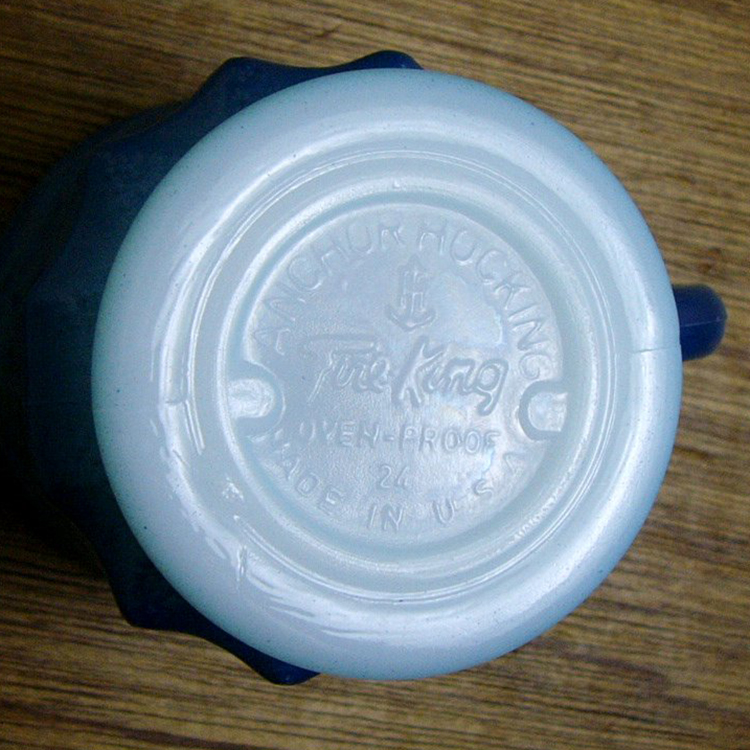 ANCHOR HOCKING
Fire-King
OVEN-PROOF
24
MADE IN U.S.A.